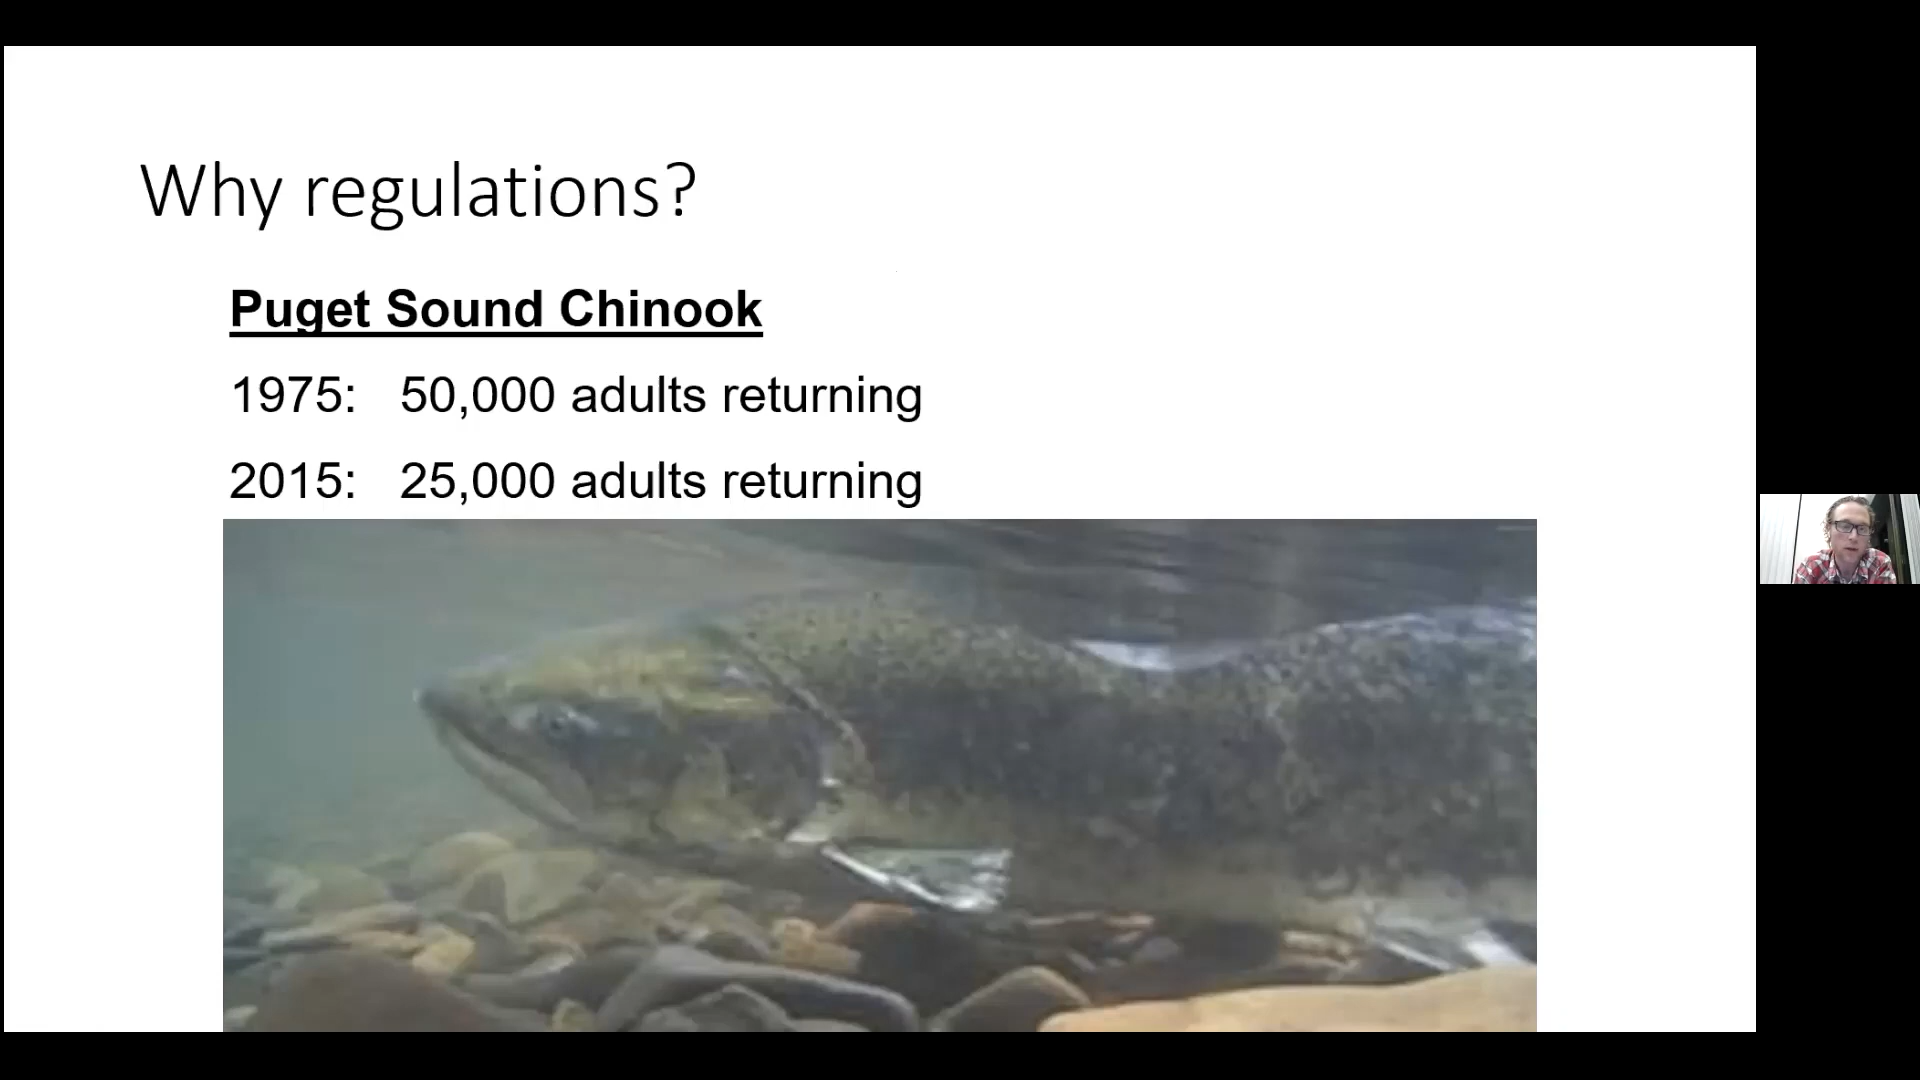 Why regulations?
Puget Sound Chinook
1975: 50,000 adults returning
2015: 25,000 adults returning